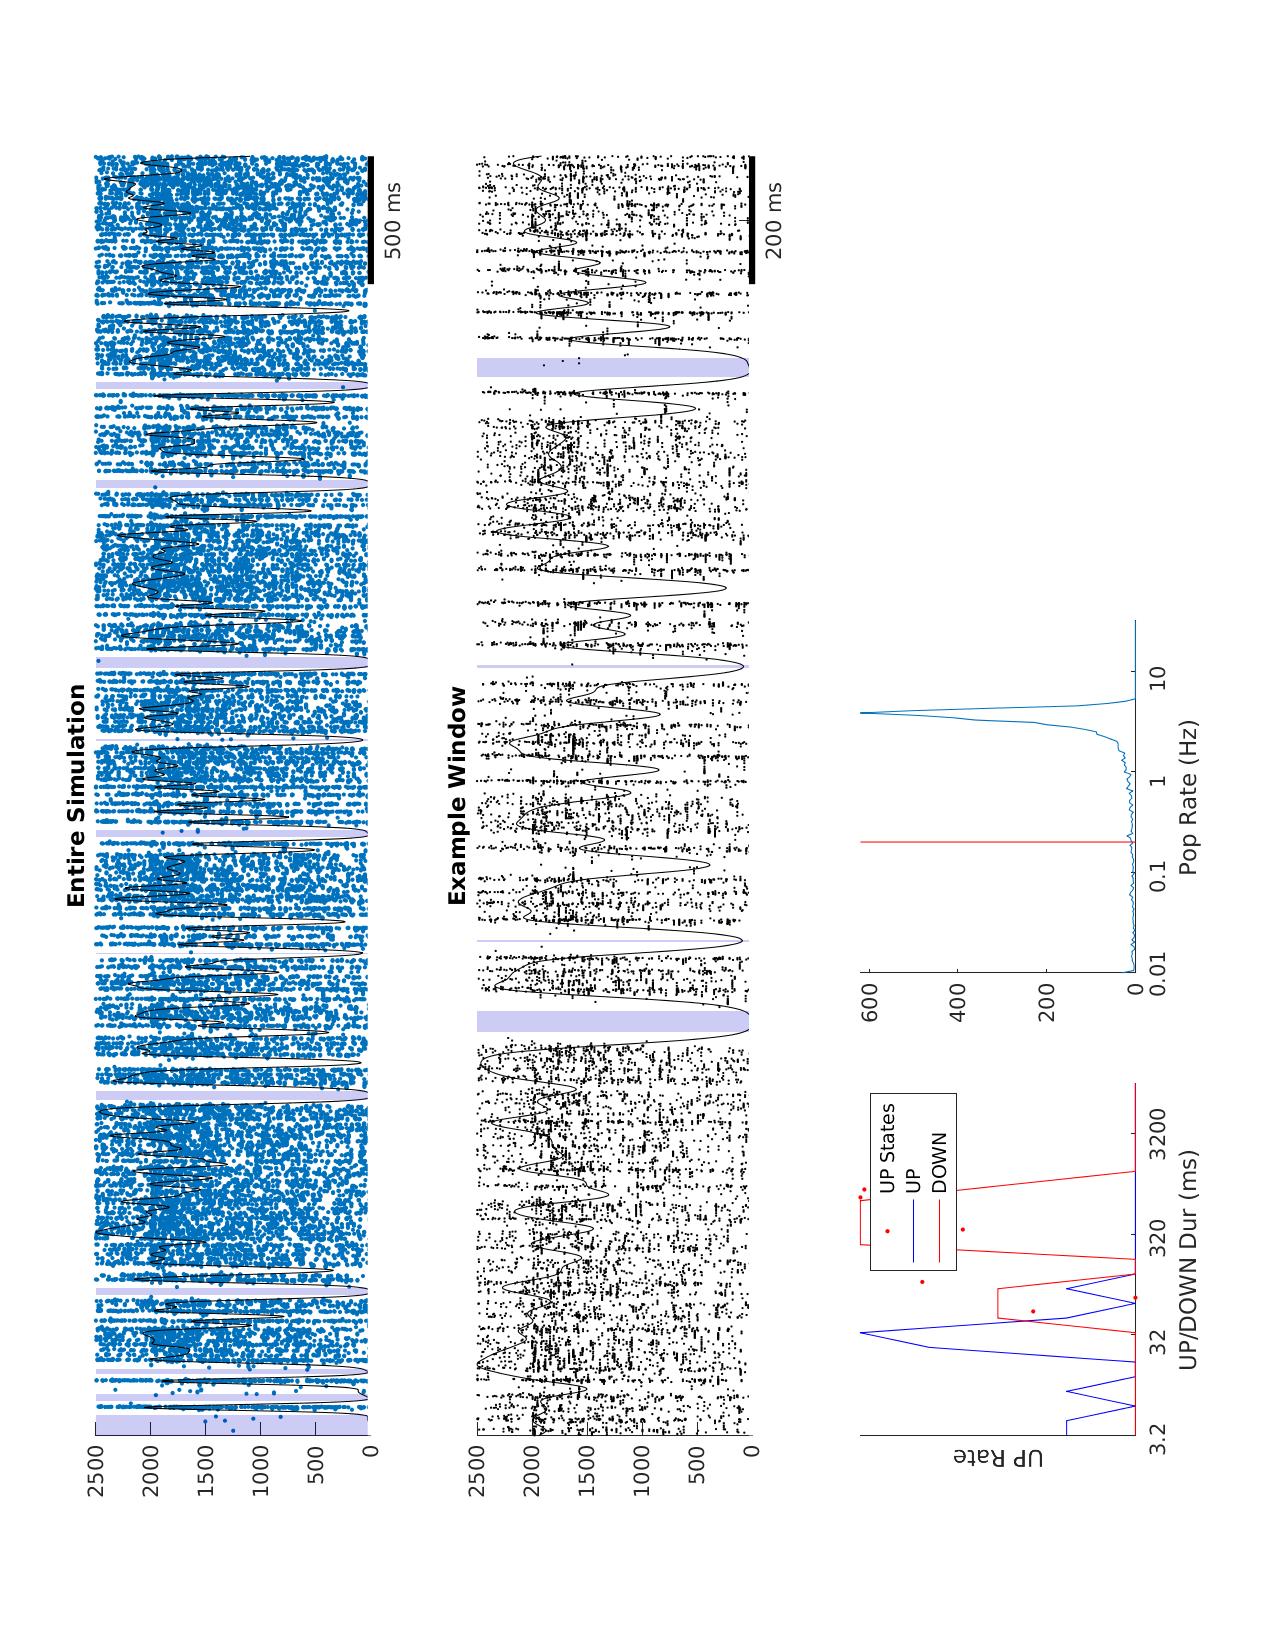 Entire Simulation
2500
2000
1500
1000
500
0
500 ms
Example Window
2500
2000
1500
1000
500
0
200 ms
UP Rate
UP States
UP
DOWN
3.2 32 320 3200
UP/DOWN Dur (ms)
600
400
200
0
0.01 0.1 1 10
Pop Rate (Hz)